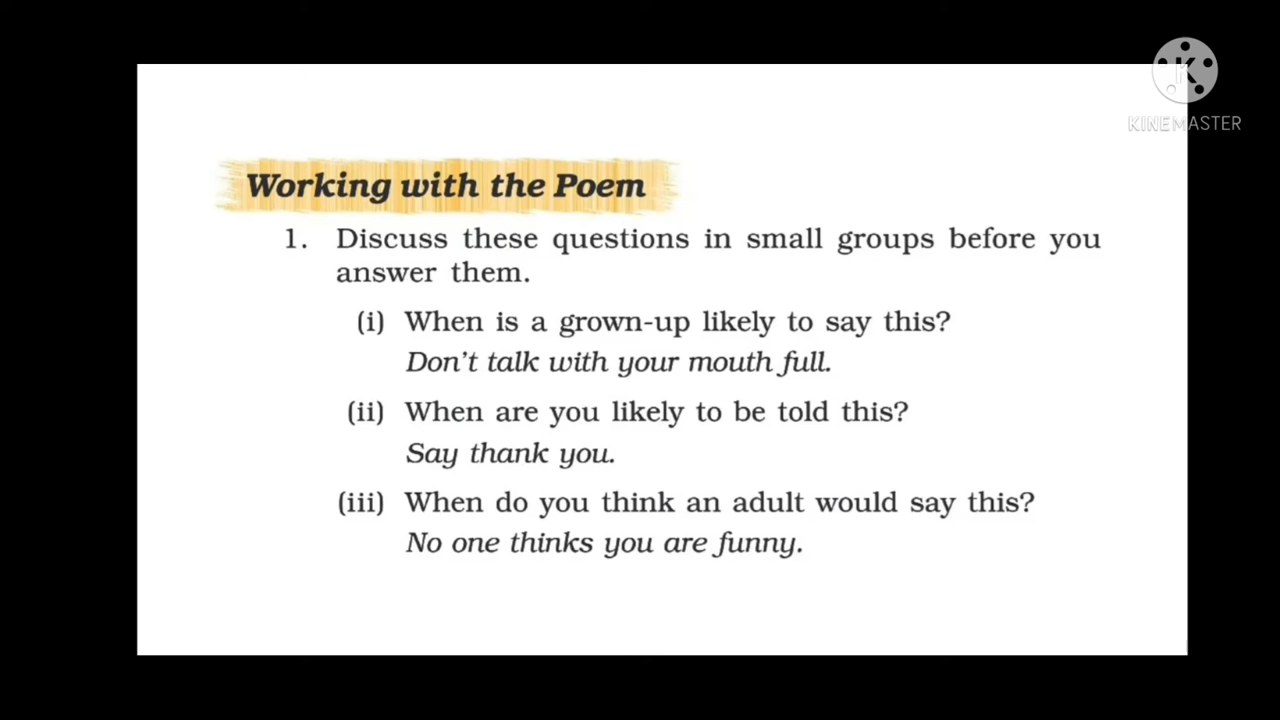 KINEMASTER
Working with the Poem
1. Discuss these questions in small groups before you
answer them.
(i) When is a grown-up likely to say this?
Don't talk with your mouth full.
(ii) When are you likely to be told this?
Say thank you.
(iii) When do you think an adult would say this?
No one thinks you are funny.